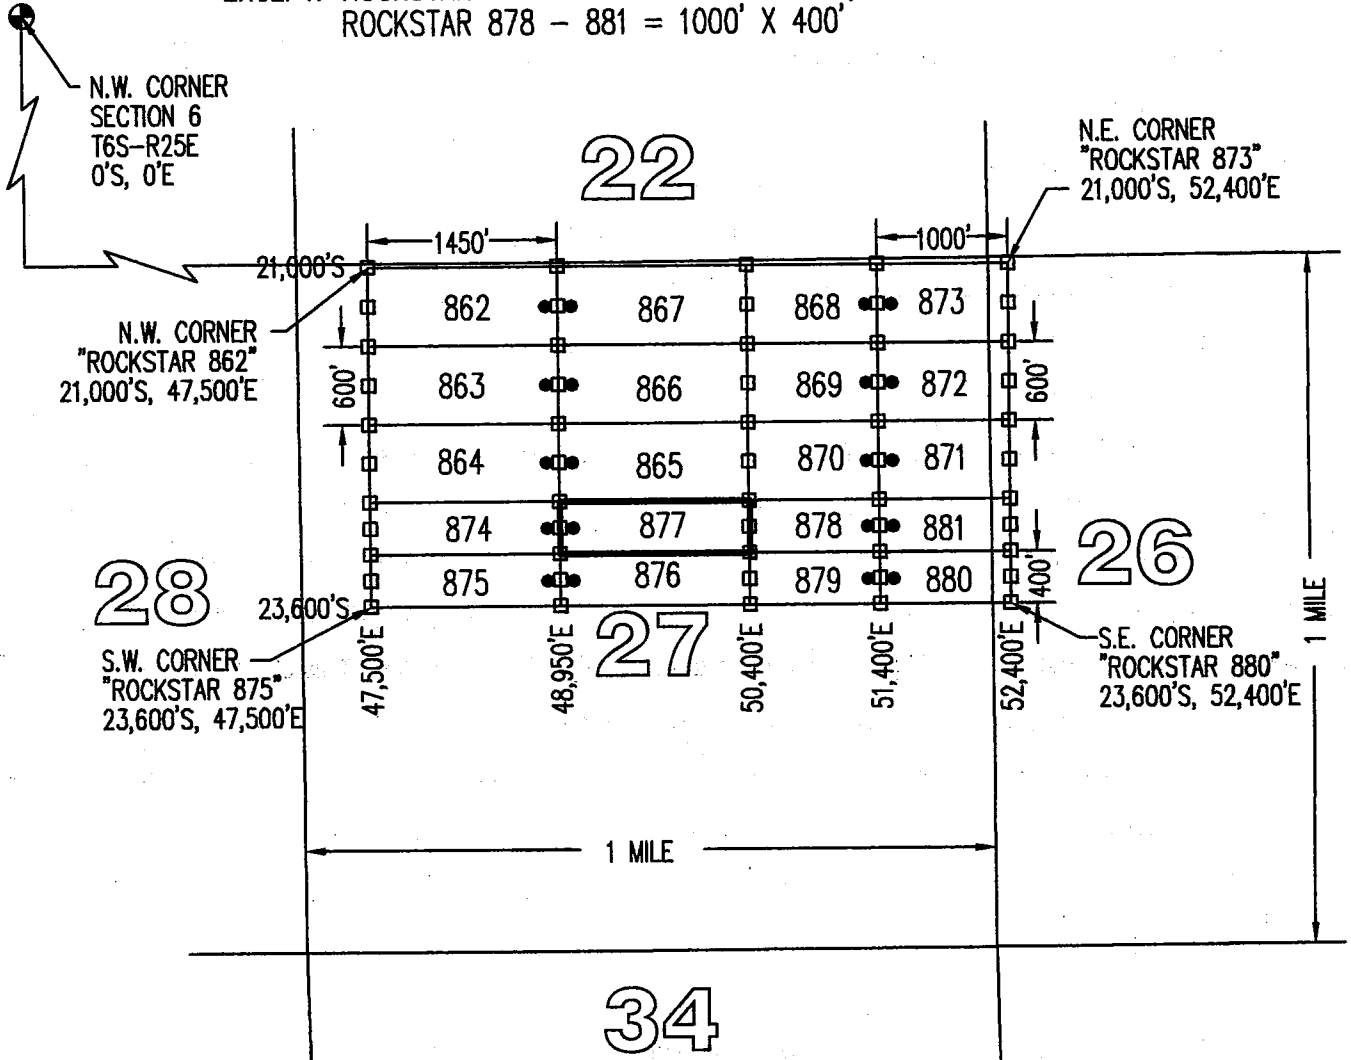 ROCKSTAR 878 - 881 = 1000' X 400'
N.W. CORNER
SECTION 6
T6S-R25E
0'S, 0'E
22
N.E. CORNER
"ROCKSTAR 873"
21,000'S, 52,400'E
1450'
1000'
21,000'S
862
867
868
873
N.W. CORNER
"ROCKSTAR 862"
21,000'S, 47,500'E
600'
863
866
869
872
600'
864
865
870
871
874
877
878
881
28
26
875
876
879
880
400'
23,600'S
27
1 MILE
S.W. CORNER
"ROCKSTAR 875"
23,600'S, 47,500'E
47,500'E
48,950'E
50,400'E
51,400'E
52,400'E
S.E. CORNER
"ROCKSTAR 880"
23,600'S, 52,400'E
1 MILE
34